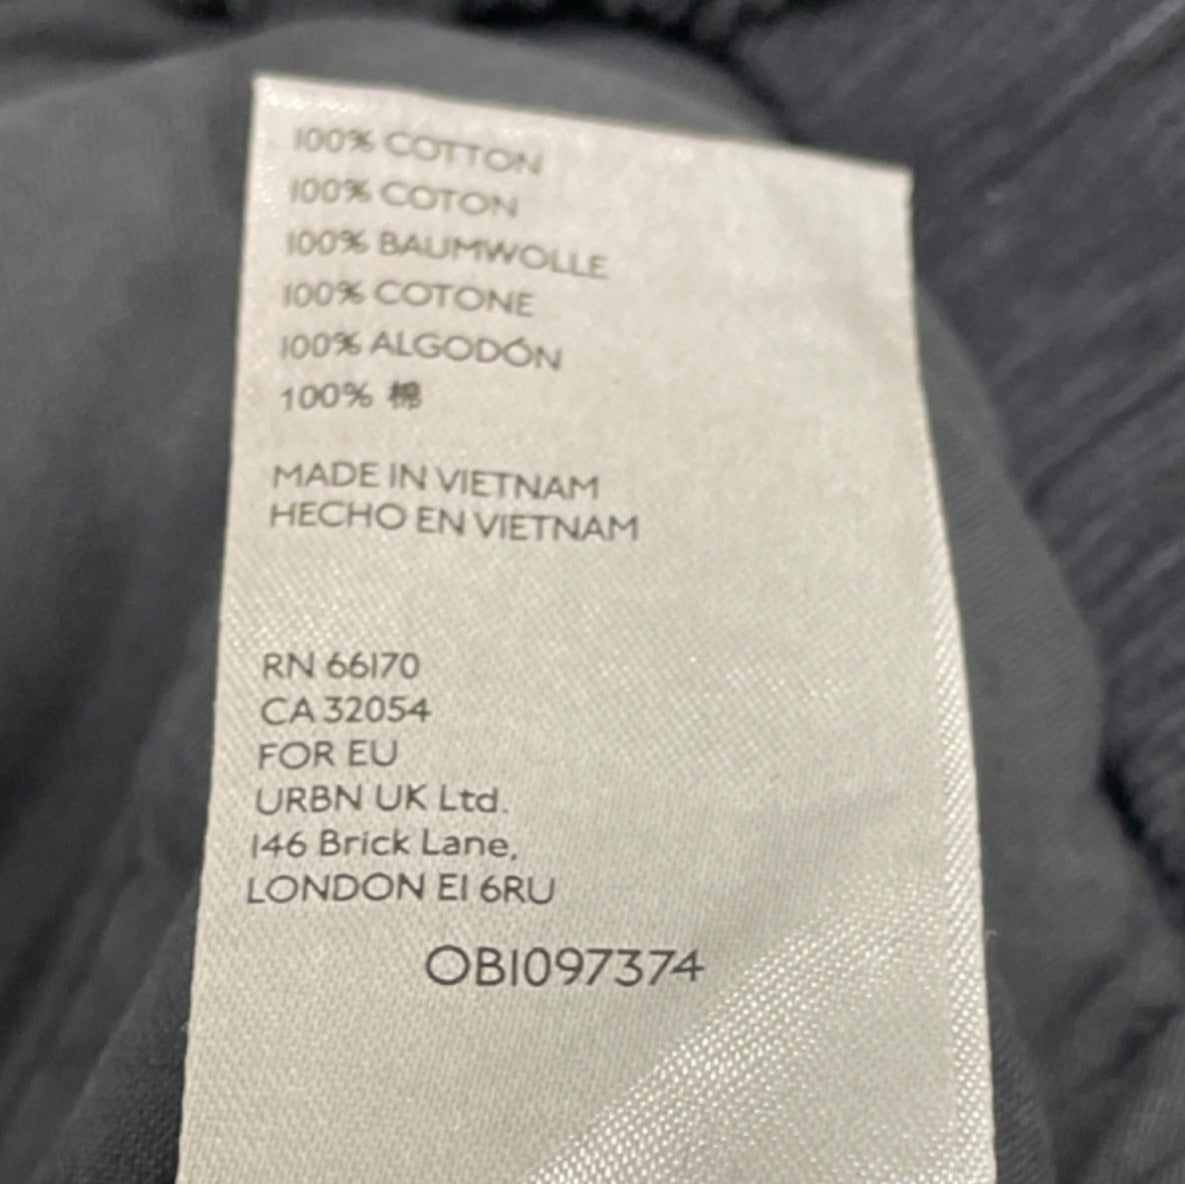 100% COTTON
100% COTON
100% BAUMWOLLE
100% COTONE
100% ALGODÓN
100% 棉
MADE IN VIETNAM
HECHO EN VIETNAM
RN 66170
CA 32054
FOR EU
URBN UK Ltd.
146 Brick Lane,
LONDON E1 6RU
OB1097374